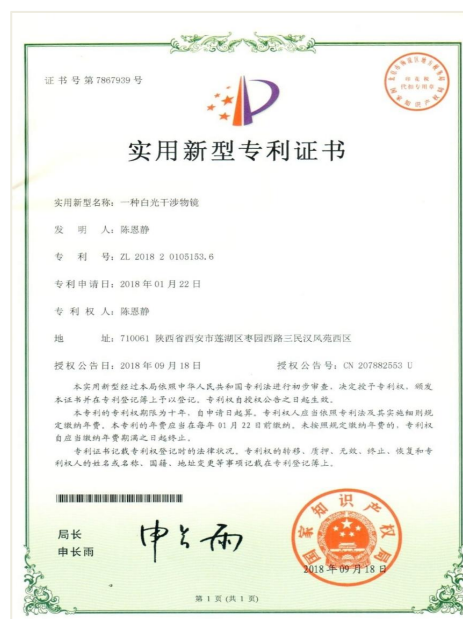 证书号第7867939号
实用新型专利证书
实用新型名称：一种白光干涉物镜
发明人：陈恩静
专利号：ZL 2018 2 0105153.6
专利申请日：2018年01月22日
专利权人：陈恩静
地址：710061 陕西省西安市莲湖区枣园西路三民汉风苑西区
授权公告日：2018年09月18日 授权公告号：CN 207882553 U
本实用新型经过本局依照中华人民共和国专利法进行初步审查，决定授予专利权，颁发
本证书并在专利登记簿上予以登记。专利权自授权公告之日起生效。
本专利的专利权期限为十年，自申请日起算。专利权人应当依照专利法及其实施细则规
定缴纳年费。本专利的年费应当在每年01月22日前缴纳。未按照规定缴纳年费的，专利权
自应当缴纳年费期满之日起终止。
专利证书记载专利权登记时的法律状况。专利权的转移、质押、无效、终止、恢复和专
利权人的姓名或名称、国籍、地址变更等事项记载在专利登记簿上。
局长
申长雨
申长雨
国家知识产权局
2018年09月18日
第 1 页 (共 1 页)